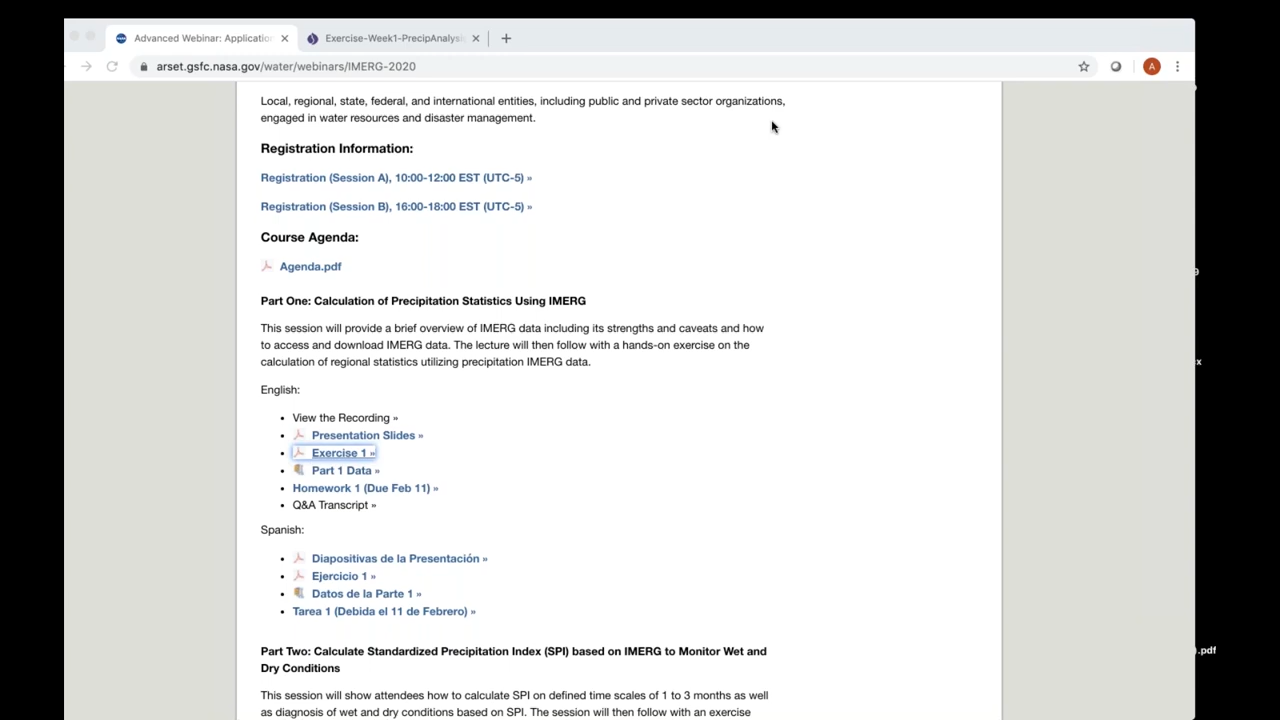 Advanced Webinar: Applicatio
Exercise-Week1-PrecipAnalysi
arset.gsfc.nasa.gov/water/webinars/IMERG-2020
A
Local, regional, state, federal, and international entities, including public and private sector organizations,
engaged in water resources and disaster management.
Registration Information:
Registration (Session A), 10:00-12:00 EST (UTC-5) »
Registration (Session B), 16:00-18:00 EST (UTC-5) »
Course Agenda:
Agenda.pdf
Part One: Calculation of Precipitation Statistics Using IMERG
This session will provide a brief overview of IMERG data including its strengths and caveats and how
to access and download IMERG data. The lecture will then follow with a hands-on exercise on the
calculation of regional statistics utilizing precipitation IMERG data.
English:
• View the Recording »
• Presentation Slides »
• Exercise 1 »
• Part 1 Data »
• Homework 1 (Due Feb 11) »
• Q&A Transcript »
Spanish:
• Diapositivas de la Presentación »
• Ejercicio 1 »
• Datos de la Parte 1 »
• Tarea 1 (Debida el 11 de Febrero) »
Part Two: Calculate Standardized Precipitation Index (SPI) based on IMERG to Monitor Wet and
Dry Conditions
This session will show attendees how to calculate SPI on defined time scales of 1 to 3 months as well
as diagnosis of wet and dry conditions based on SPI. The session will then follow with an exercise
9
x
).pdf